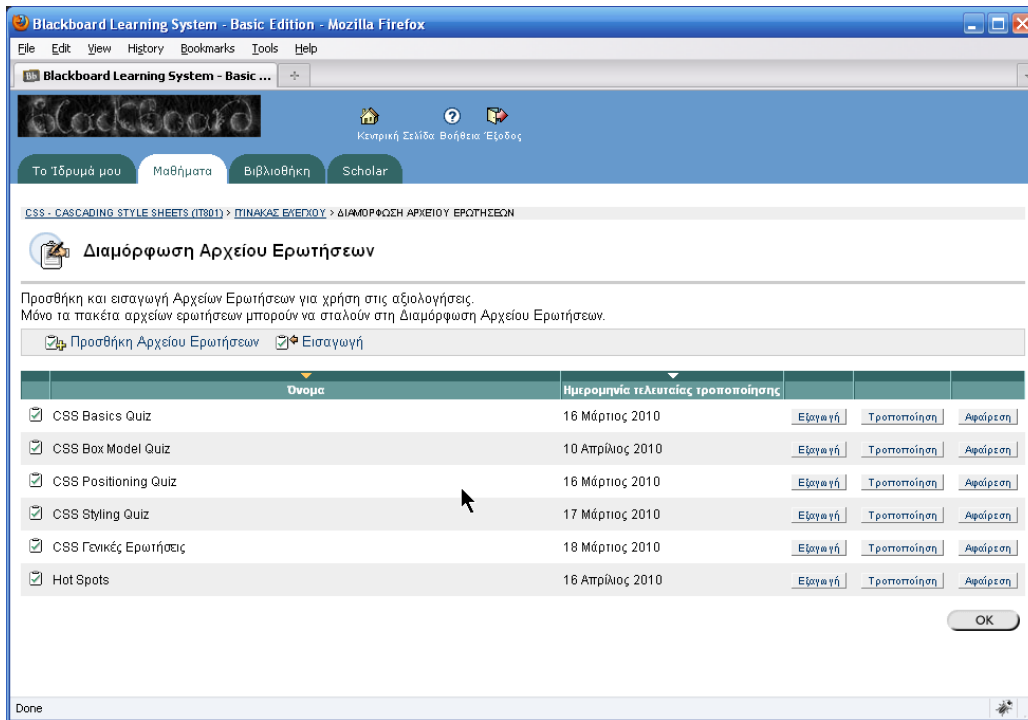 Blackboard Learning System - Basic Edition - Mozilla Firefox
File Edit View History Bookmarks Tools Help
Bb Blackboard Learning System - Basic ...
Blackboard
Κεντρική Σελίδα Βοήθεια Έξοδος
Το Ίδρυμά μου Μαθήματα Βιβλιοθήκη Scholar
CSS - CASCADING STYLE SHEETS (IT801) > ΠΙΝΑΚΑΣ ΕΛΕΓΧΟΥ > ΔΙΑΜΟΡΦΩΣΗ ΑΡΧΕΙΟΥ ΕΡΩΤΗΣΕΩΝ
Διαμόρφωση Αρχείου Ερωτήσεων
Προσθήκη και εισαγωγή Αρχείων Ερωτήσεων για χρήση στις αξιολογήσεις.
Μόνο τα πακέτα αρχείων ερωτήσεων μπορούν να σταλούν στη Διαμόρφωση Αρχείου Ερωτήσεων.
Προσθήκη Αρχείου Ερωτήσεων Εισαγωγή
Όνομα Ημερομηνία τελευταίας τροποποίησης
CSS Basics Quiz 16 Μάρτιος 2010 Εξαγωγή Τροποποίηση Αφαίρεση
CSS Box Model Quiz 10 Απρίλιος 2010 Εξαγωγή Τροποποίηση Αφαίρεση
CSS Positioning Quiz 16 Μάρτιος 2010 Εξαγωγή Τροποποίηση Αφαίρεση
CSS Styling Quiz 17 Μάρτιος 2010 Εξαγωγή Τροποποίηση Αφαίρεση
CSS Γενικές Ερωτήσεις 18 Μάρτιος 2010 Εξαγωγή Τροποποίηση Αφαίρεση
Hot Spots 16 Απρίλιος 2010 Εξαγωγή Τροποποίηση Αφαίρεση
OK
Done